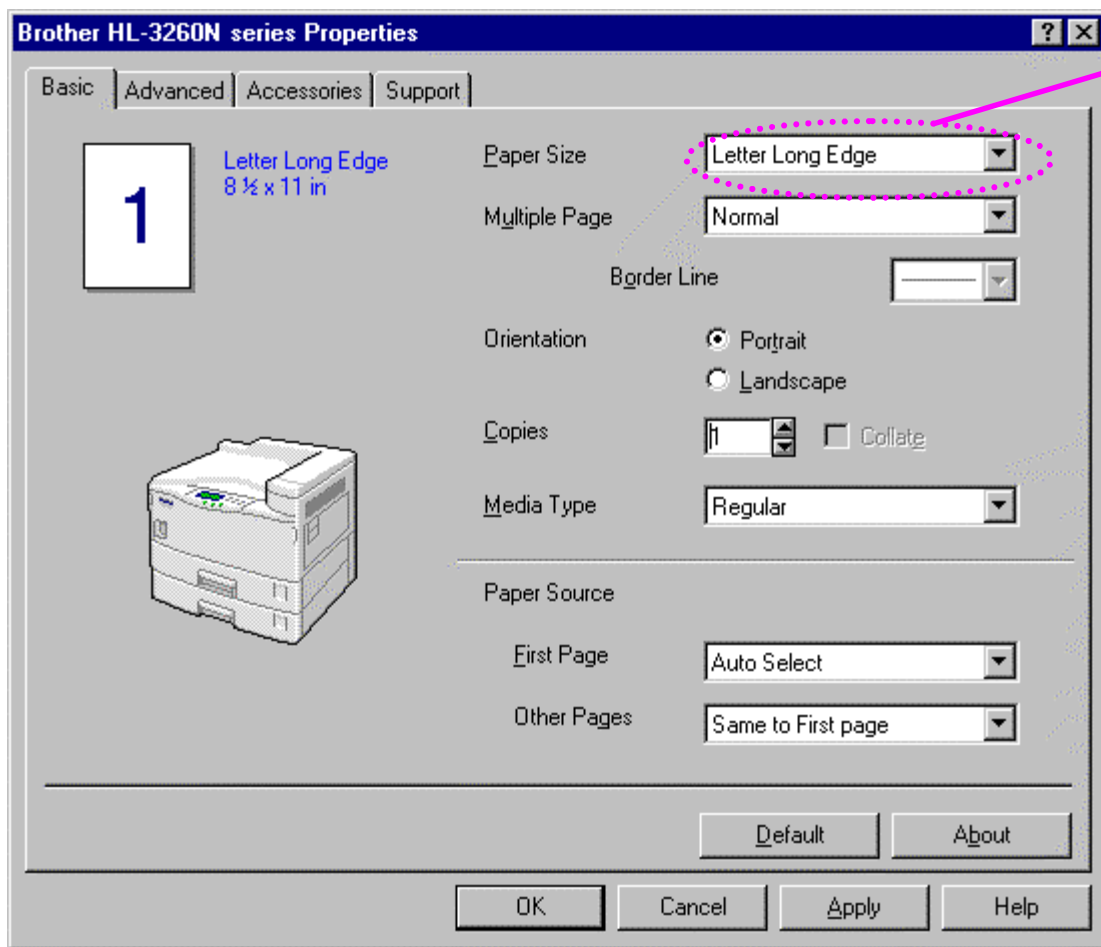 Brother HL-3260N series Properties
? X
Basic Advanced Accessories Support
1
Letter Long Edge
8 ½ x 11 in
Paper Size Letter Long Edge
Multiple Page Normal
Border Line
Orientation Portrait
Landscape
Copies 1 Collate
Media Type Regular
Paper Source
First Page Auto Select
Other Pages Same to First page
Default About
OK Cancel Apply Help